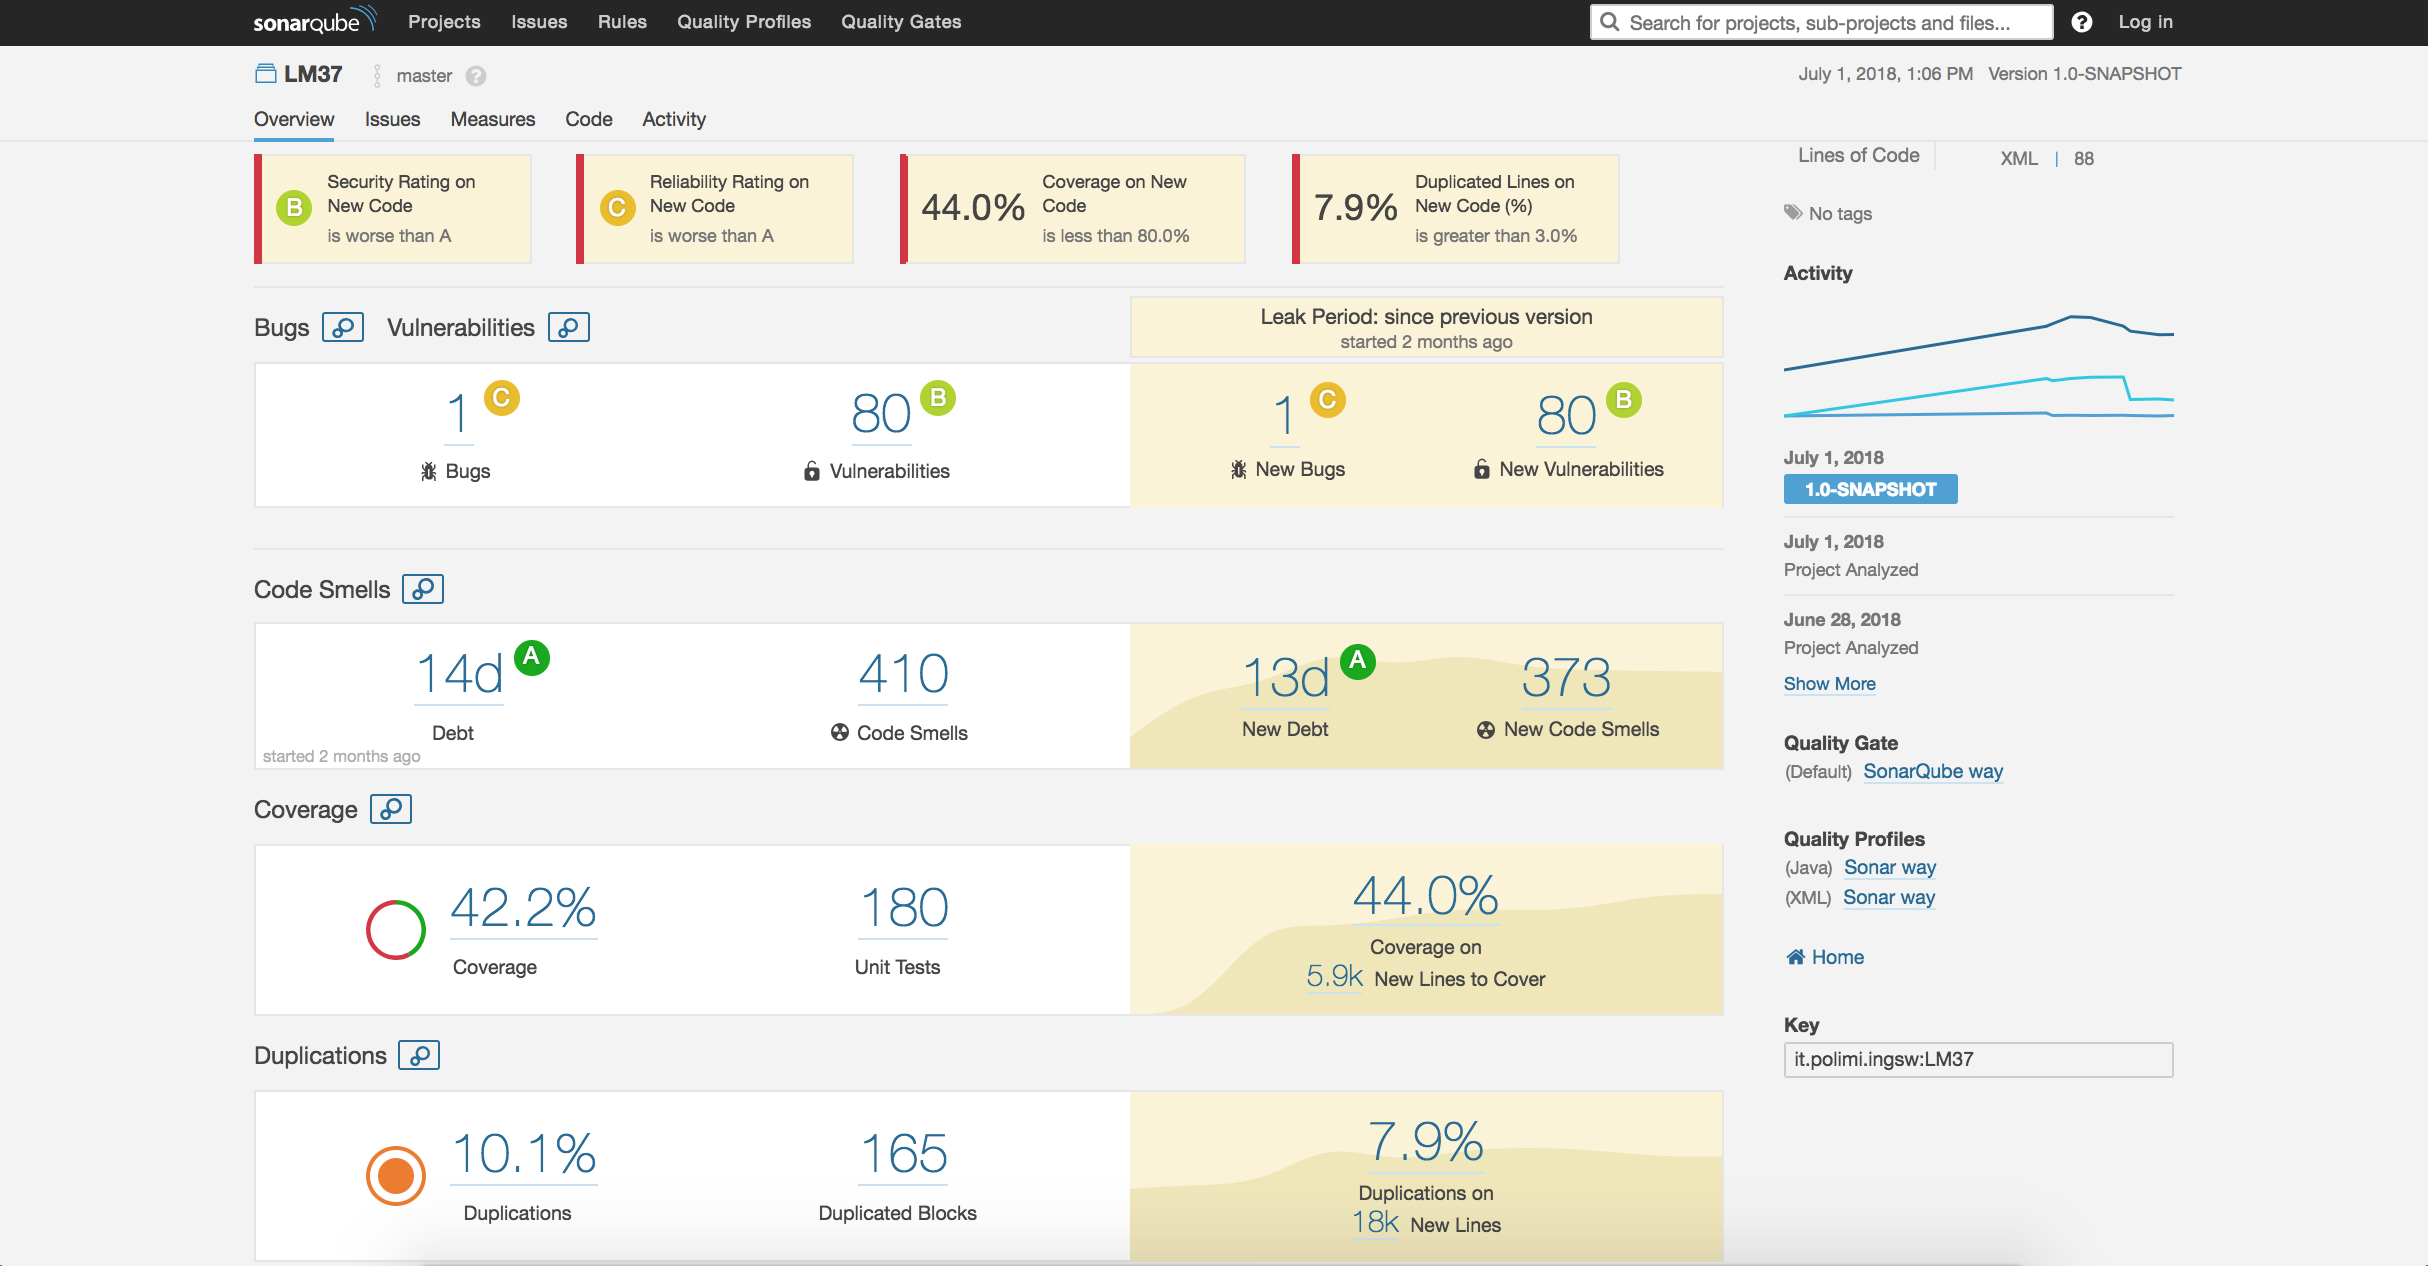 sonarqube Projects Issues Rules Quality Profiles Quality Gates Search for projects, sub-projects and files... ? Log in
LM37 master ? July 1, 2018, 1:06 PM Version 1.0-SNAPSHOT
Overview Issues Measures Code Activity
B Security Rating on
New Code
is worse than A
C Reliability Rating on
New Code
is worse than A
44.0% Coverage on New
Code
is less than 80.0%
7.9% Duplicated Lines on
New Code (%)
is greater than 3.0%
Bugs Vulnerabilities
Leak Period: since previous version
started 2 months ago
1 C
Bugs
80 B
Vulnerabilities
1 C
New Bugs
80 B
New Vulnerabilities
Code Smells
14d A
Debt
started 2 months ago
410
Code Smells
13d A
New Debt
373
New Code Smells
Coverage
42.2%
Coverage
180
Unit Tests
44.0%
Coverage on
5.9k New Lines to Cover
Duplications
10.1%
Duplications
165
Duplicated Blocks
7.9%
Duplications on
18k New Lines
Lines of Code XML 88
No tags
Activity
July 1, 2018
1.0-SNAPSHOT
July 1, 2018
Project Analyzed
June 28, 2018
Project Analyzed
Show More
Quality Gate
(Default) SonarQube way
Quality Profiles
(Java) Sonar way
(XML) Sonar way
Home
Key
it.polimi.ingsw:LM37